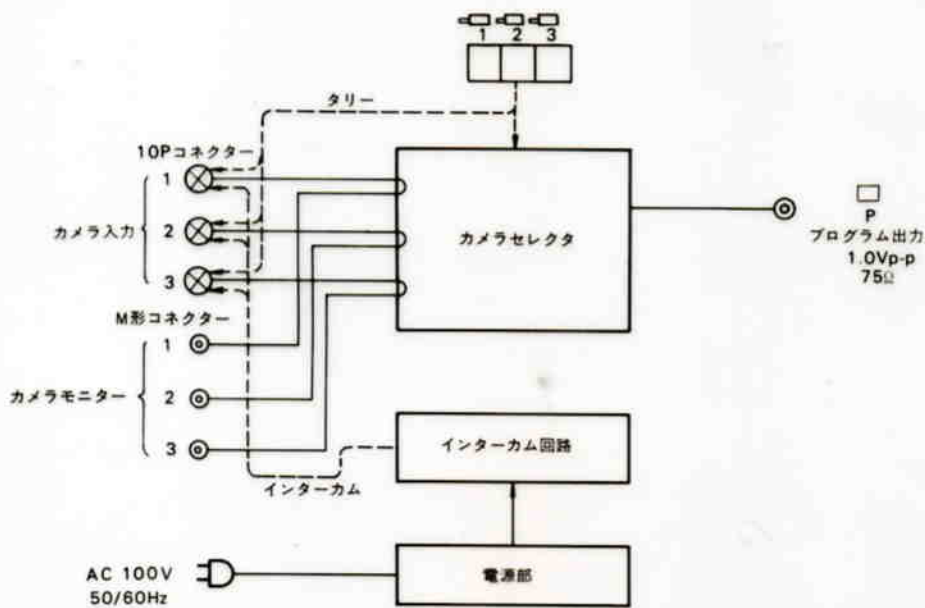 1 2 3
タリー
10Pコネクター
1
カメラ入力
2
3
カメラセレクタ
P
プログラム出力
1.0Vp-p
75Ω
M形コネクター
1
カメラモニター
2
3
インターカム回路
インターカム
AC 100V
50/60Hz
電源部